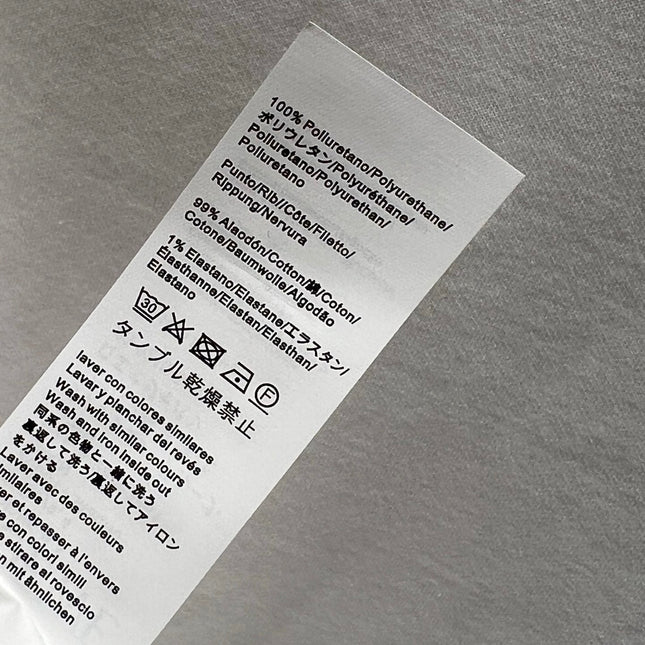 100% Poliuretano/Polyurethane/
ポリウレタン/Polyuréthane/
Poliuretano/Polyurethan/
Poliuretano
Punto/Rib//Côte/Filetto/
Rippung/Nervura
99% Algodón/Cotton/綿/Coton/
Cotone/Baumwolle/Algodão
1% Elastano/Elastane/エラスタン/
Élasthanne/Elastan/Elasthan/
Elastano
30 F
タンブル乾燥禁止
laver con colores similares
Lavar y planchar del revés
Wash with similar colours
Wash and iron inside out
同系の色物と一緒に洗う
裏返して洗う/裏返してアイロン
をかける
Laver avec des couleurs
similaires
et repasser à l'envers
con colori simili
e stirare al rovescio
mit ähnlichen